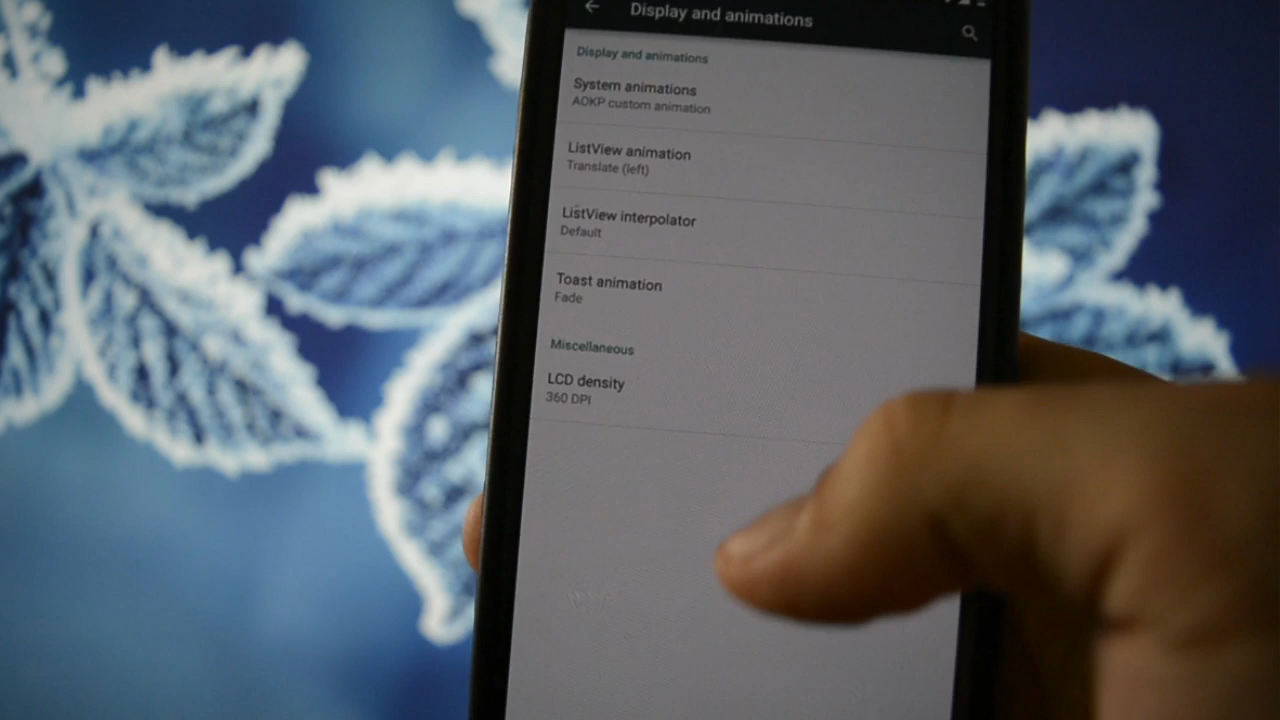 Display and animations
Display and animations
System animations
AOKP custom animation
ListView animation
Translate (left)
ListView interpolator
Default
Toast animation
Fade
Miscellaneous
LCD density
360 DPI